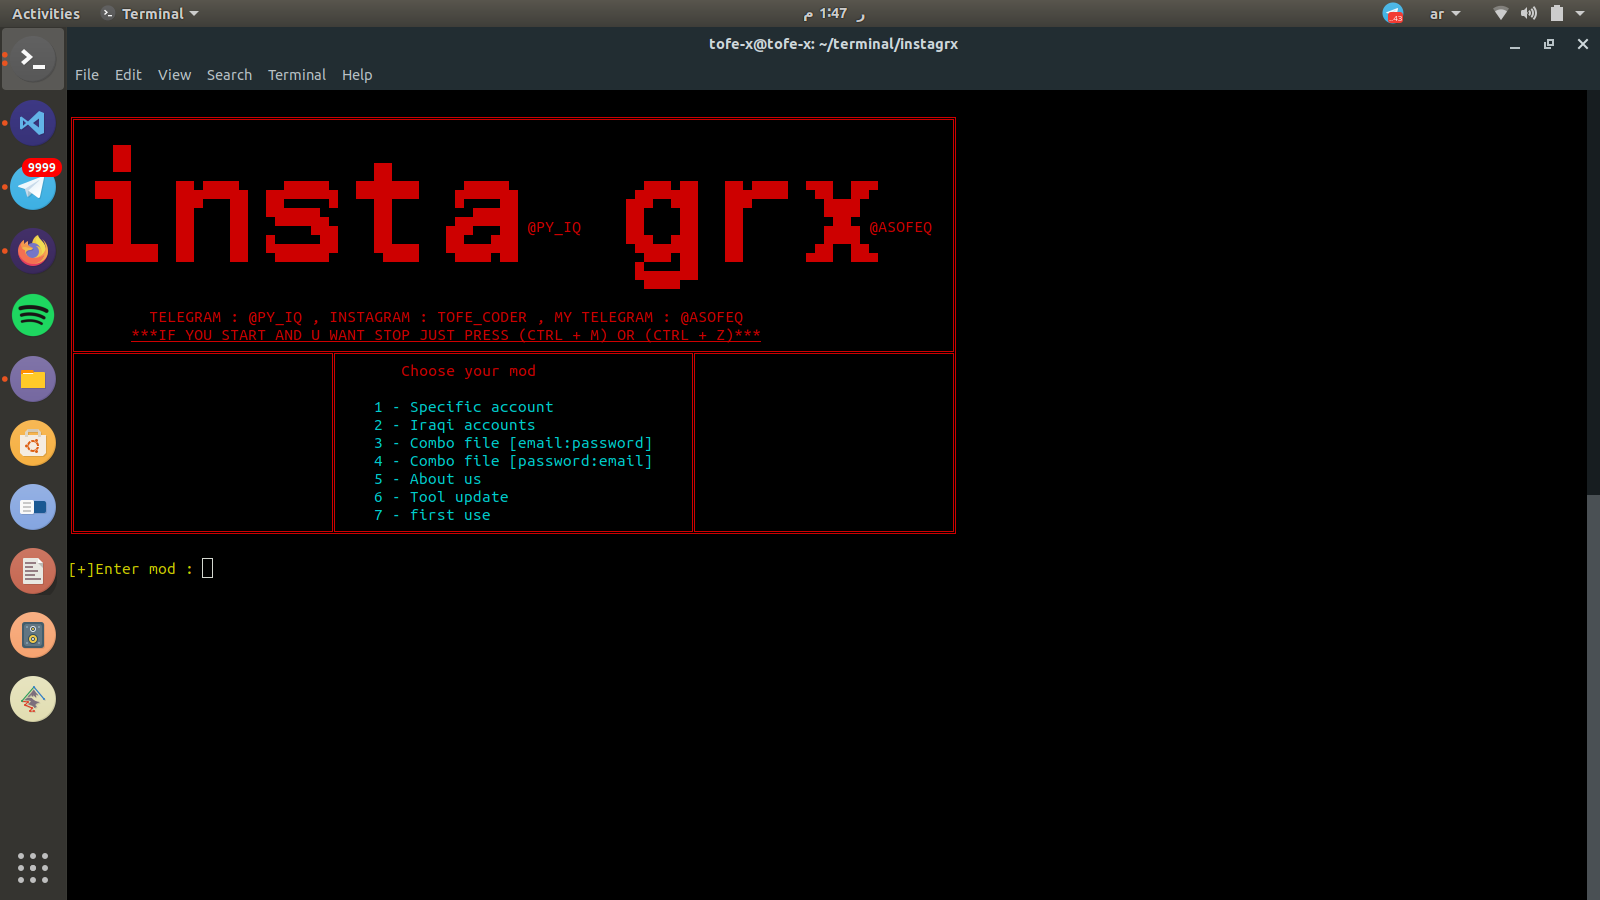 Activities
Terminal
ر 1:47 م
...43
ar
tofe-x@tofe-x: ~/terminal/instagrx
File Edit View Search Terminal Help
9999
insta grx
@PY_IQ
@ASOFEQ
TELEGRAM : @PY_IQ , INSTAGRAM : TOFE_CODER , MY TELEGRAM : @ASOFEQ
***IF YOU START AND U WANT STOP JUST PRESS (CTRL + M) OR (CTRL + Z)***
Choose your mod
1 - Specific account
2 - Iraqi accounts
3 - Combo file [email:password]
4 - Combo file [password:email]
5 - About us
6 - Tool update
7 - first use
[+]Enter mod :